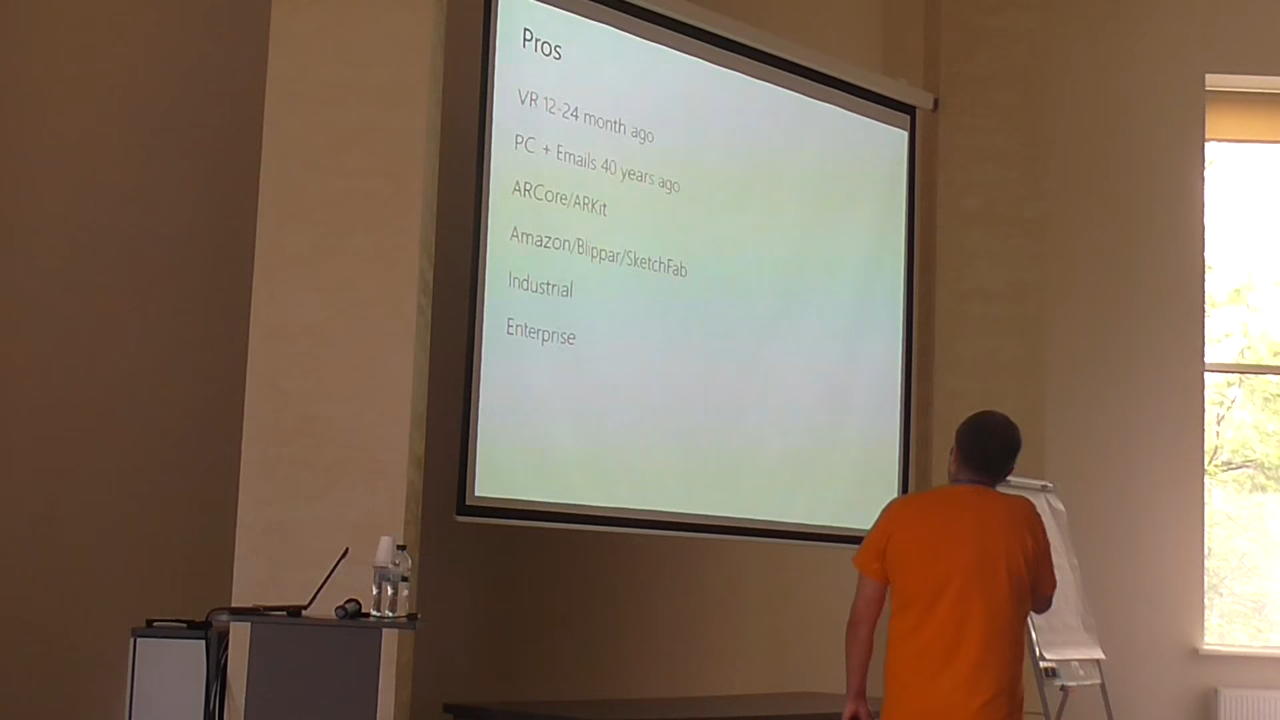 Pros
VR 12-24 month ago
PC + Emails 40 years ago
ARCore/ARKit
Amazon/Blippar/SketchFab
Industrial
Enterprise